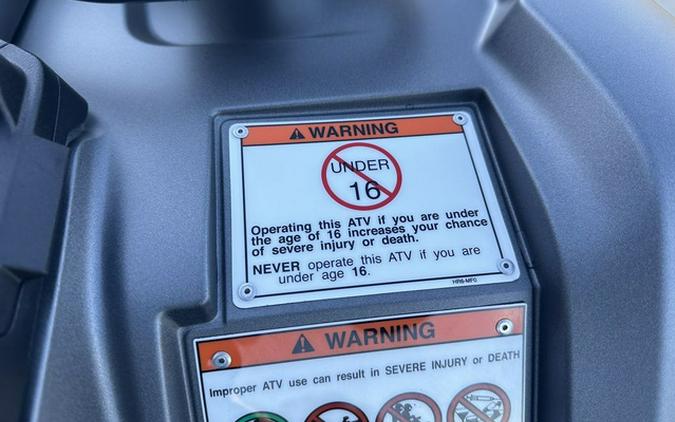 WARNING
UNDER
16
Operating this ATV if you are under
the age of 16 increases your chance
of severe injury or death.
NEVER operate this ATV if you are
under age 16.
HR6-MF0
WARNING
Improper ATV use can result in SEVERE INJURY or DEATH